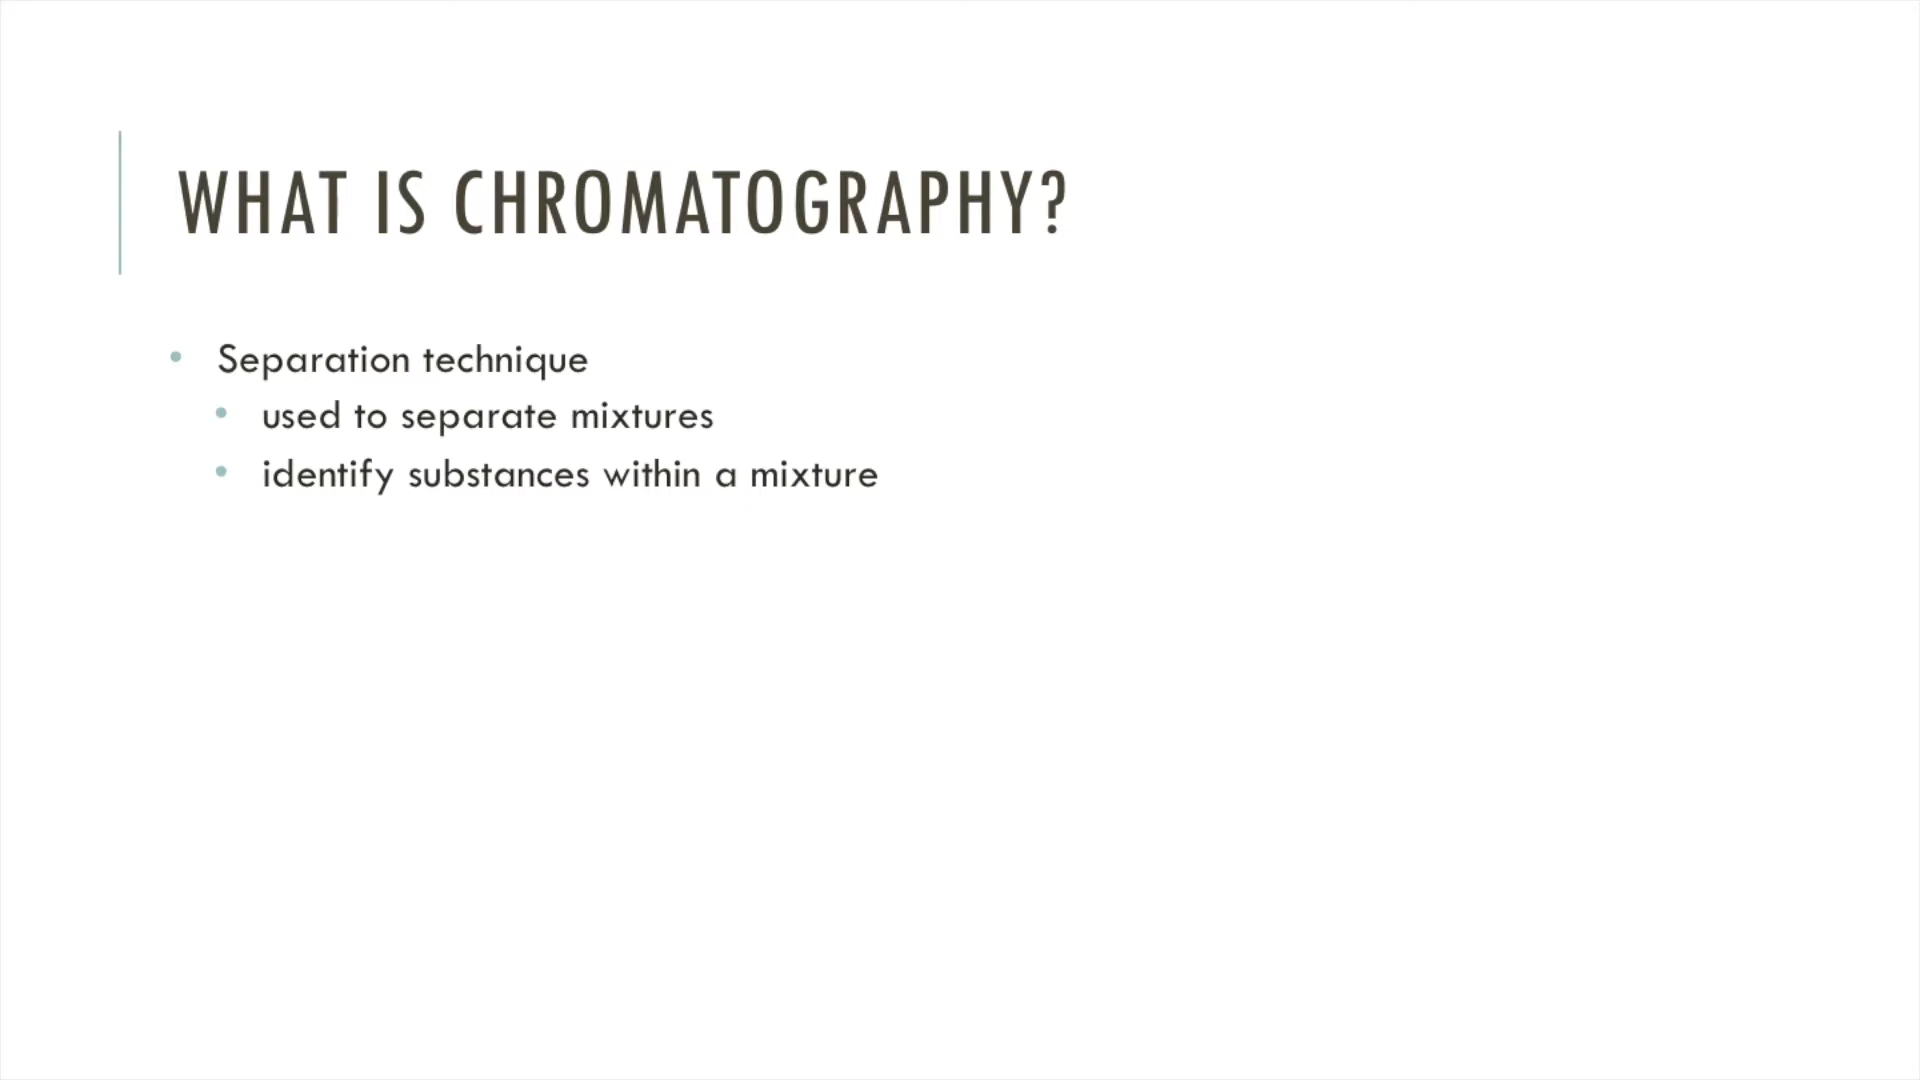 WHAT IS CHROMATOGRAPHY?
• Separation technique
• used to separate mixtures
• identify substances within a mixture